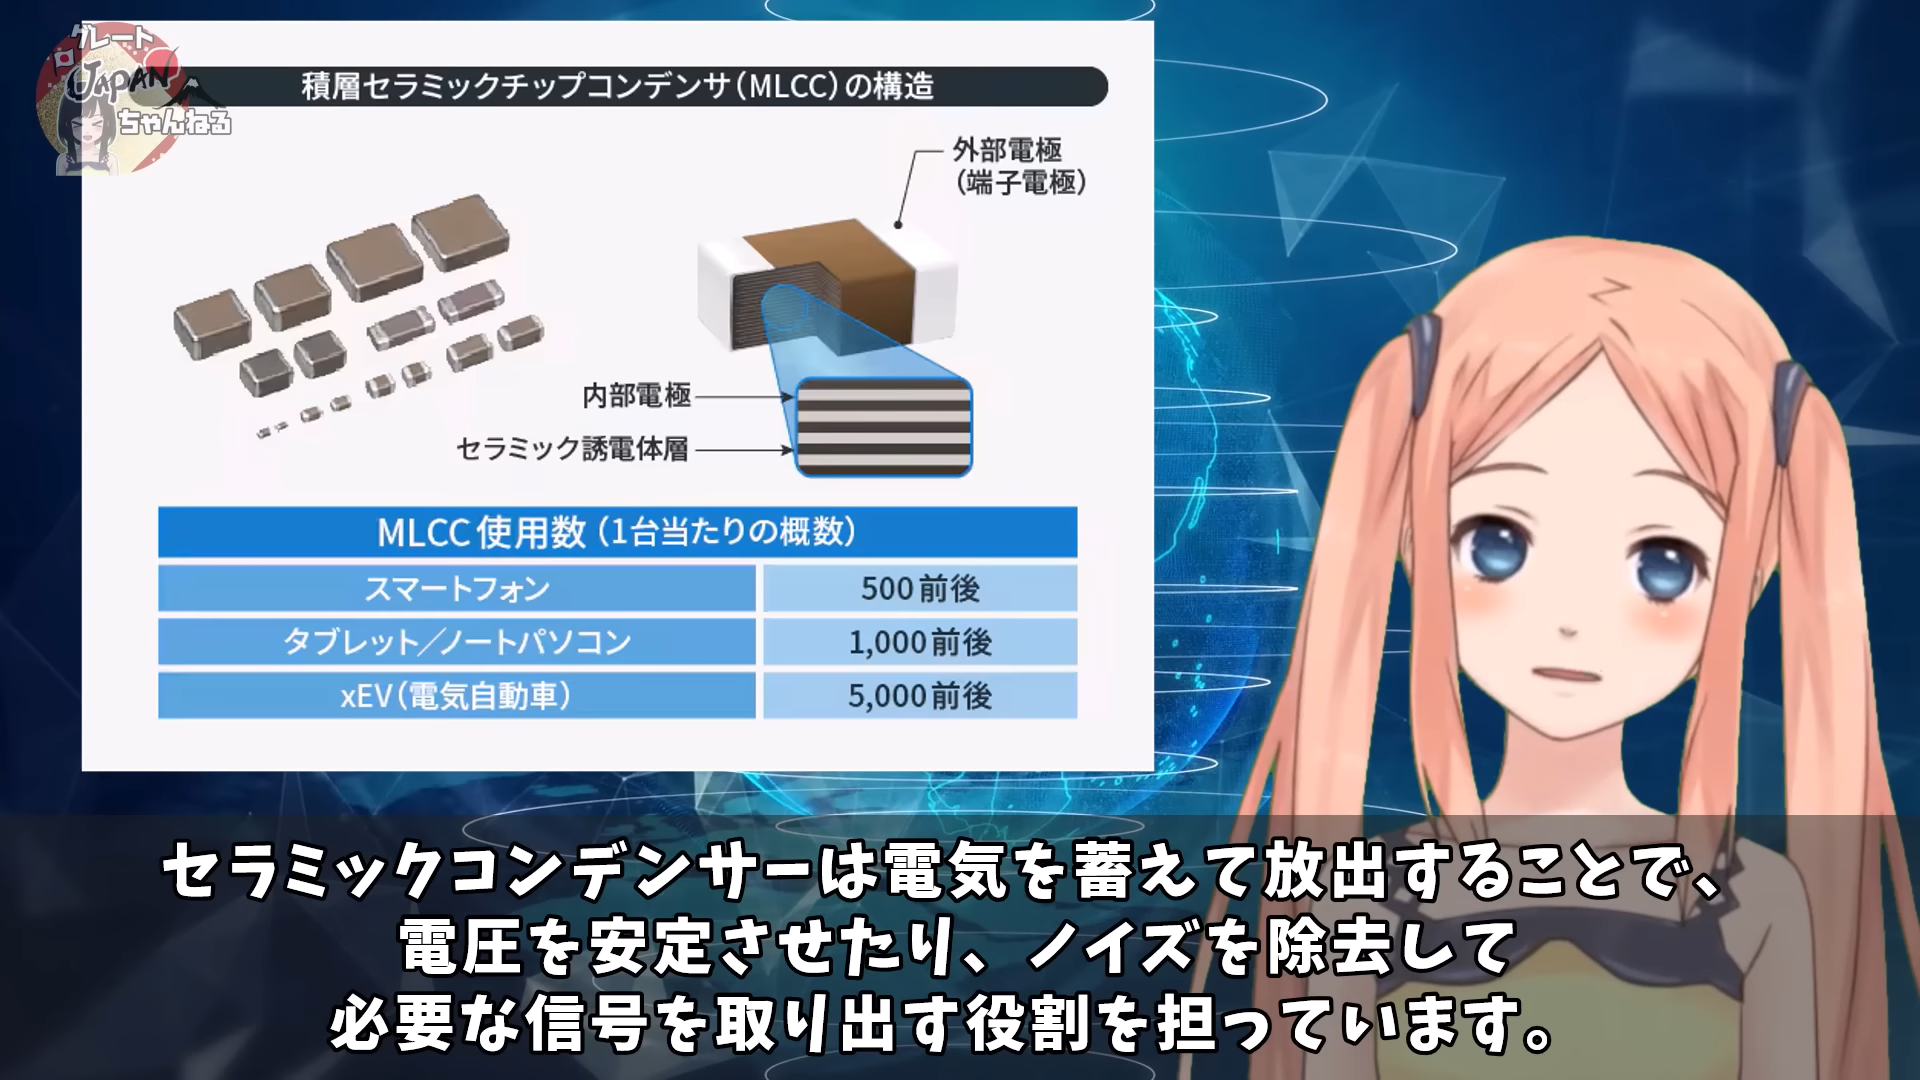 グレート
JAPAN
ちゃんねる
積層セラミックチップコンデンサ（MLCC）の構造
外部電極
（端子電極）
内部電極
セラミック誘電体層
MLCC 使用数（1台当たりの概数）
スマートフォン 500前後
タブレット／ノートパソコン 1,000前後
xEV（電気自動車） 5,000前後
セラミックコンデンサーは電気を蓄えて放出することで、
電圧を安定させたり、ノイズを除去して
必要な信号を取り出す役割を担っています。